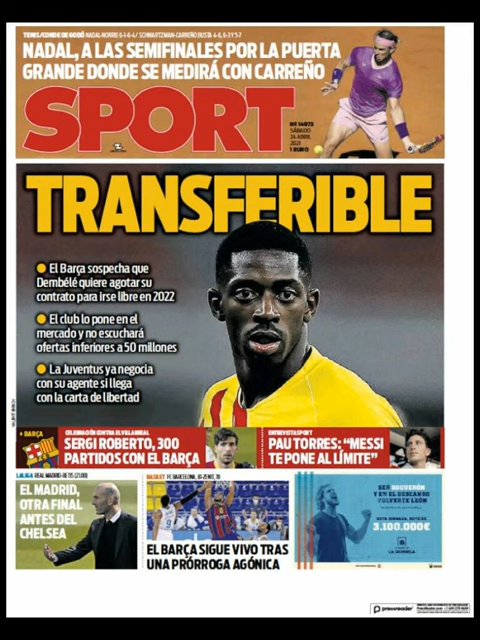 TENIS/CONDE DE GODÓ NADAL-NORRIE 6-1 6-4 / SCHWARTZMAN-CARREÑO BUSTA 4-6, 6-3 Y 5-7
NADAL, A LAS SEMIFINALES POR LA PUERTA
GRANDE DONDE SE MEDIRÁ CON CARREÑO
SPORT
Nº 14973
SÁBADO
24 ABRIL
2021
1 EURO
TRANSFERIBLE
El Barça sospecha que
Dembélé quiere agotar su
contrato para irse libre en 2022
El club lo pone en el
mercado y no escuchará
ofertas inferiores a 50 millones
La Juventus ya negocia
con su agente si llega
con la carta de libertad
+ BARÇA
CELEBRACIÓN CONTRA EL VILLARREAL
SERGI ROBERTO, 300
PARTIDOS CON EL BARÇA
ENTREVISTA SPORT
PAU TORRES: “MESSI
TE PONE AL LÍMITE”
LALIGA REAL MADRID-BETIS (21.00)
EL MADRID,
OTRA FINAL
ANTES DEL
CHELSEA
BASKET FC BARCELONA, 81-ZENIT, 78
EL BARÇA SIGUE VIVO TRAS
UNA PRÓRROGA AGÓNICA
Y EN EL DESCANSO
VOLVERTE LEÓN
3.100.000€
LA QUINIELA
pressreader